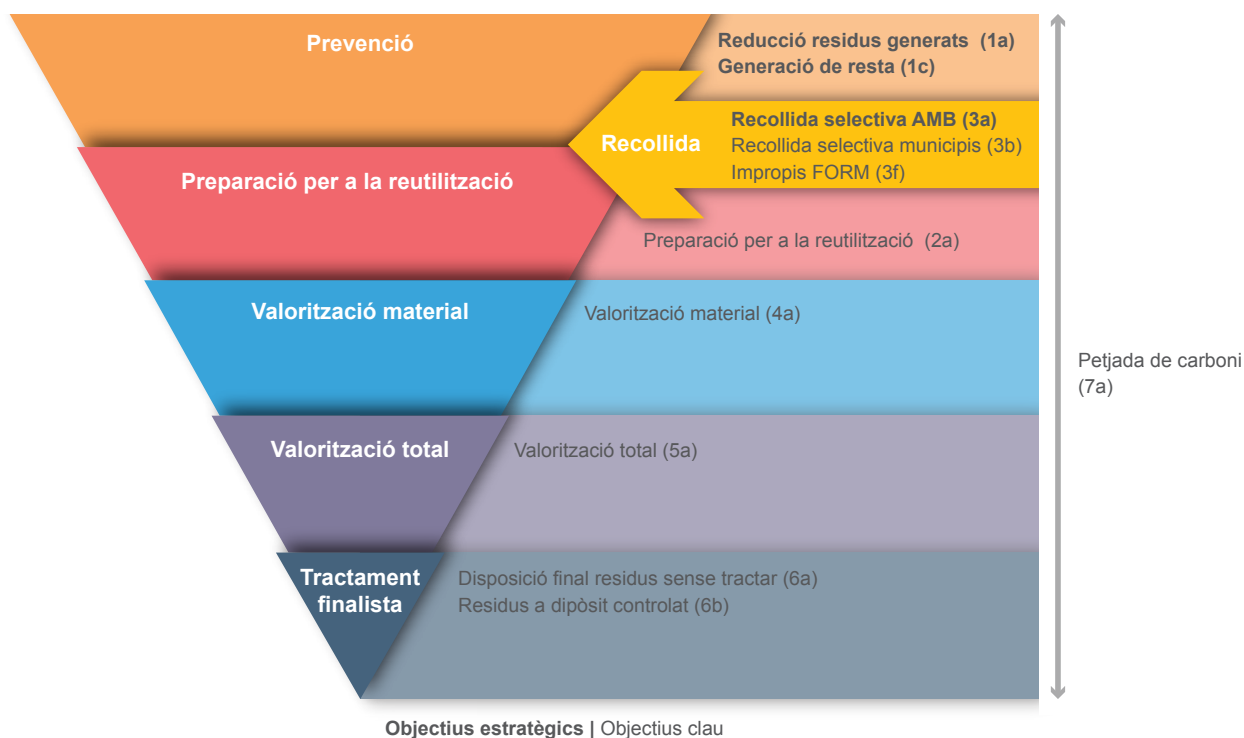 Prevenció
Reducció residus generats (1a)
Generació de resta (1c)
Recollida
Recollida selectiva AMB (3a)
Recollida selectiva municipis (3b)
Impropis FORM (3f)
Preparació per a la reutilització
Preparació per a la reutilització (2a)
Valorització material
Valorització material (4a)
Petjada de carboni
(7a)
Valorització total
Valorització total (5a)
Tractament
finalista
Disposició final residus sense tractar (6a)
Residus a dipòsit controlat (6b)
Objectius estratègics | Objectius clau